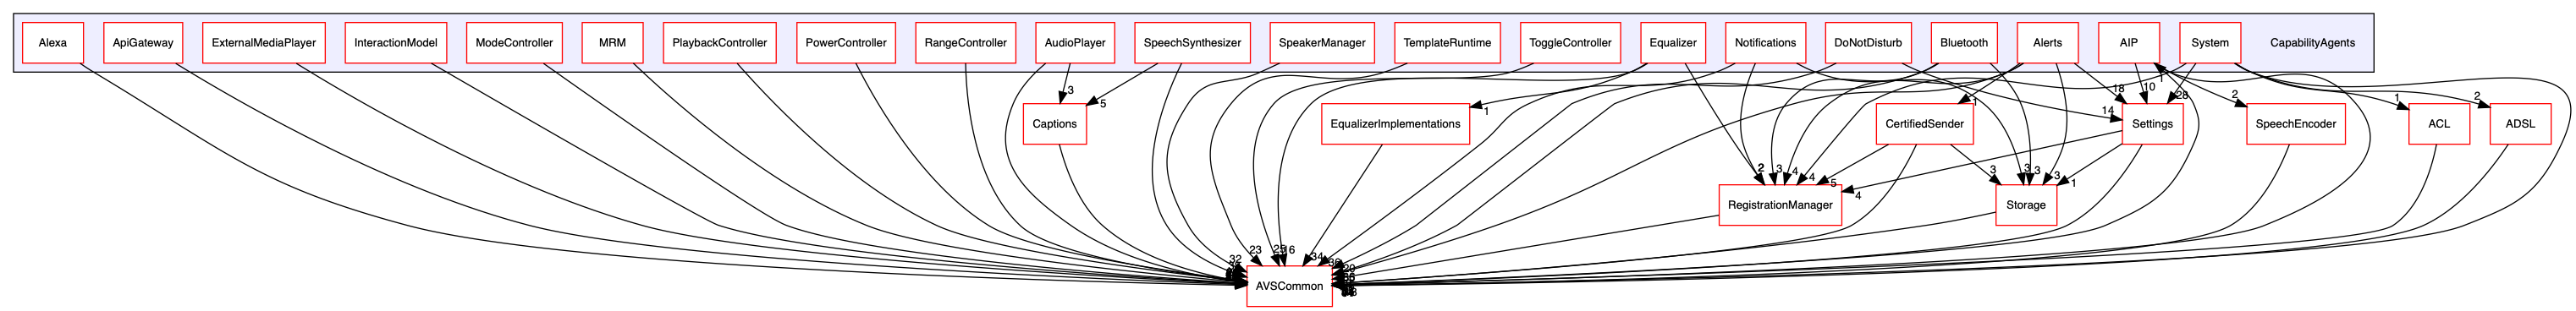 Alexa
ApiGateway
ExternalMediaPlayer
InteractionModel
ModeController
MRM
PlaybackController
PowerController
RangeController
AudioPlayer
SpeechSynthesizer
SpeakerManager
TemplateRuntime
ToggleController
Equalizer
Notifications
DoNotDisturb
Bluetooth
Alerts
AIP
System
CapabilityAgents
3
5
1
1
18
10
28
1
2
1
2
14
Captions
EqualizerImplementations
CertifiedSender
Settings
SpeechEncoder
ACL
ADSL
2
3
4
4
5
4
3
3
3
3
1
RegistrationManager
Storage
32
23
25
16
34
AVSCommon